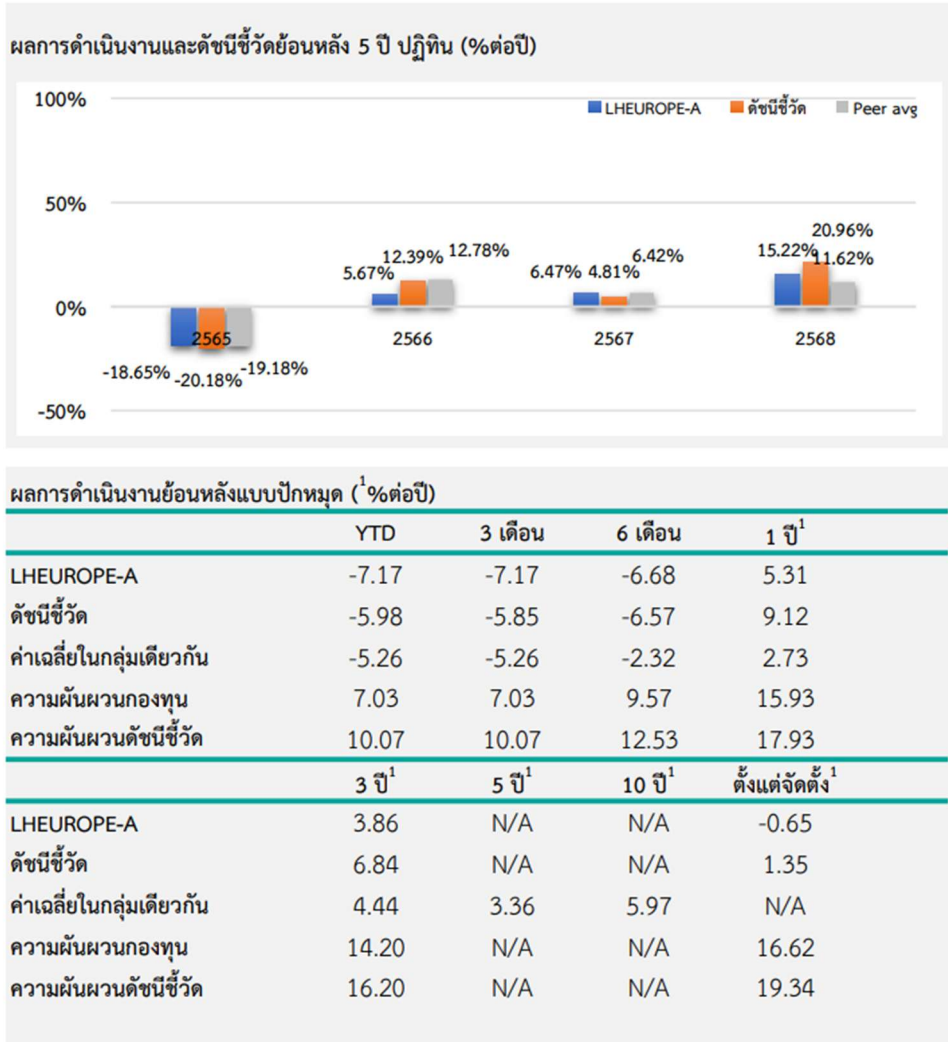 ผลการดำเนินงานและดัชนีชี้วัดย้อนหลัง 5 ปี ปฏิทิน (%ต่อปี)
100%
LHEUROPE-A ดัชนีชี้วัด Peer avg
50%
5.67% 12.39% 12.78% 6.47% 4.81% 6.42% 15.22% 20.96% 11.62%
0%
2565 2566 2567 2568
-18.65% -20.18% -19.18%
-50%
ผลการดำเนินงานย้อนหลังแบบปักหมุด (¹%ต่อปี)
YTD 3 เดือน 6 เดือน 1 ปี¹
LHEUROPE-A -7.17 -7.17 -6.68 5.31
ดัชนีชี้วัด -5.98 -5.85 -6.57 9.12
ค่าเฉลี่ยในกลุ่มเดียวกัน -5.26 -5.26 -2.32 2.73
ความผันผวนกองทุน 7.03 7.03 9.57 15.93
ความผันผวนดัชนีชี้วัด 10.07 10.07 12.53 17.93
3 ปี¹ 5 ปี¹ 10 ปี¹ ตั้งแต่จัดตั้ง¹
LHEUROPE-A 3.86 N/A N/A -0.65
ดัชนีชี้วัด 6.84 N/A N/A 1.35
ค่าเฉลี่ยในกลุ่มเดียวกัน 4.44 3.36 5.97 N/A
ความผันผวนกองทุน 14.20 N/A N/A 16.62
ความผันผวนดัชนีชี้วัด 16.20 N/A N/A 19.34